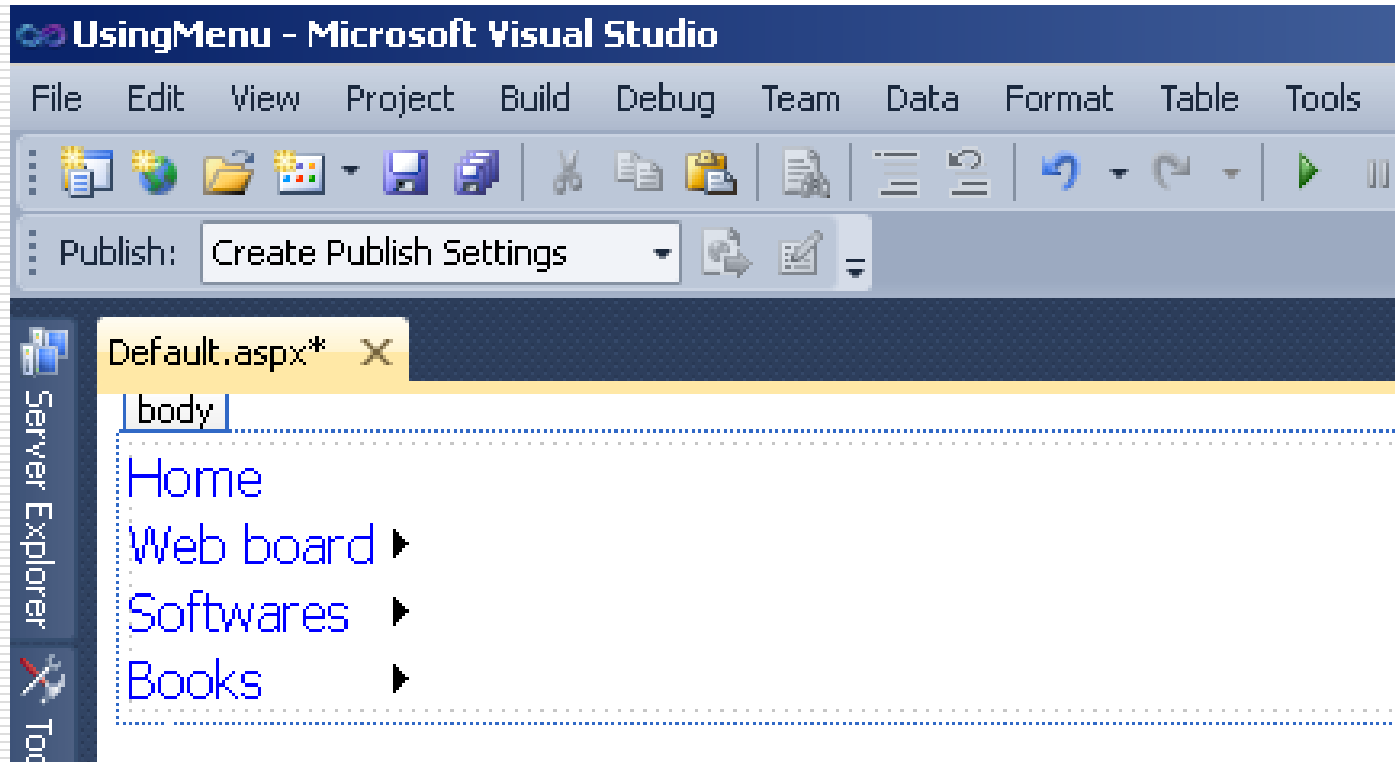 UsingMenu - Microsoft Visual Studio
File Edit View Project Build Debug Team Data Format Table Tools
Publish: Create Publish Settings
Default.aspx*
Server Explorer
body
Home
Web board
Softwares
Books